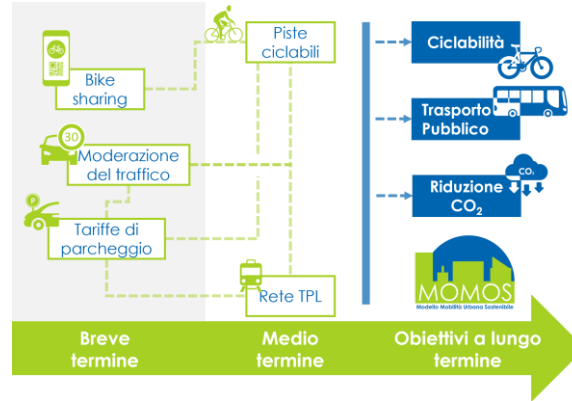 Bike
sharing
30
Moderazione
del traffico
P
Tariffe di
parcheggio
Piste
ciclabili
Rete TPL
Ciclabilità
Trasporto
Pubblico
CO₂
Riduzione
CO₂
MOMOS
Modello Mobilità Urbana Sostenibile
Breve
termine
Medio
termine
Obiettivi a lungo
termine